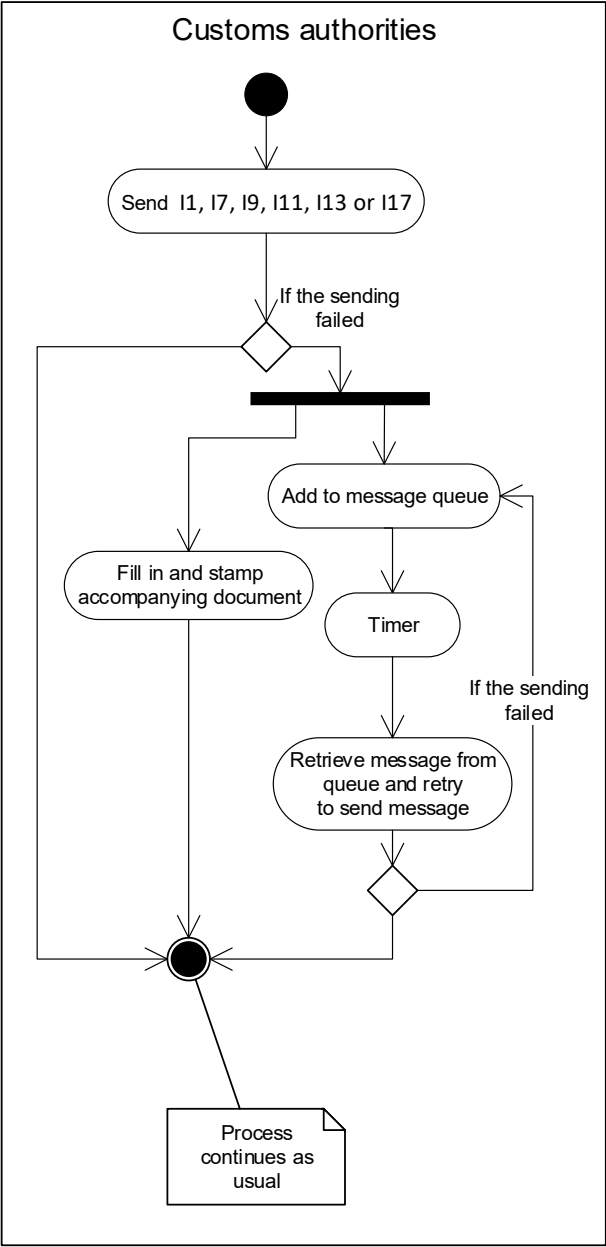 Customs authorities
Send I1, I7, I9, I11, I13 or I17
If the sending
failed
Add to message queue
Fill in and stamp
accompanying document
Timer
If the sending
failed
Retrieve message from
queue and retry
to send message
Process
continues as
usual